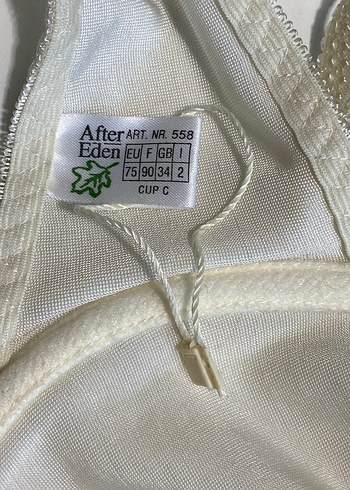 After
Eden
ART. NR. 558
EU F GB I
75 90 34 2
CUP C